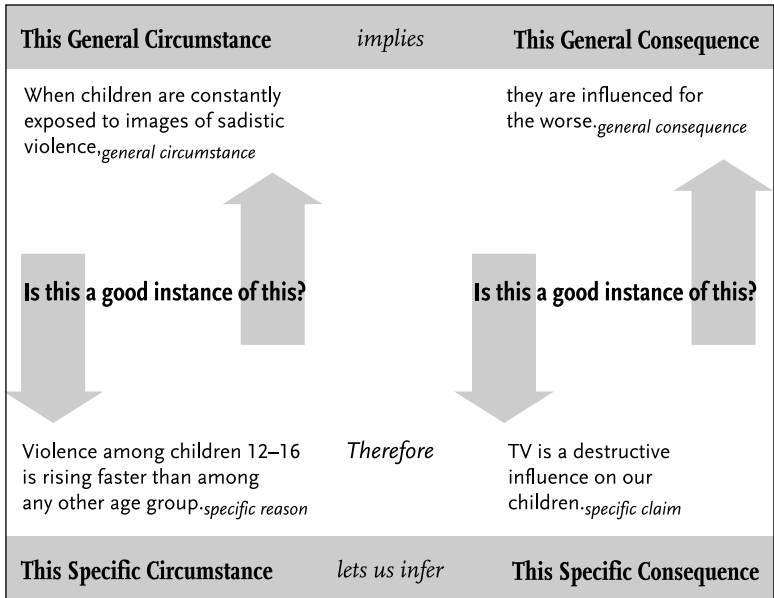 This General Circumstance implies This General Consequence
When children are constantly
exposed to images of sadistic
violence,general circumstance
they are influenced for
the worse.general consequence
Is this a good instance of this?
Is this a good instance of this?
Violence among children 12–16
is rising faster than among
any other age group.specific reason
Therefore
TV is a destructive
influence on our
children.specific claim
This Specific Circumstance lets us infer This Specific Consequence